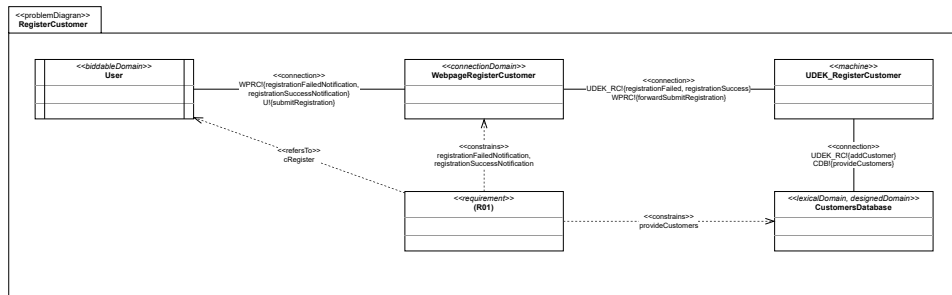 <<problemDiagran>>
RegisterCustomer
<<biddableDomain>>
User
<<connection>>
WPRC!{registrationFailedNotification,
registrationSuccessNotification}
U!{submitRegistration}
<<connectionDomain>>
WebpageRegisterCustomer
<<connection>>
UDEK_RC!{registrationFailed, registrationSuccess}
WPRC!{forwardSubmitRegistration}
<<machine>>
UDEK_RegisterCustomer
<<refersTo>>
cRegister
<<constrains>>
registrationFailedNotification,
registrationSuccessNotification
<<connection>>
UDEK_RC!{addCustomer}
CDB!{provideCustomers}
<<requirement>>
(R01)
<<constrains>>
provideCustomers
<<lexicalDomain, designedDomain>>
CustomersDatabase